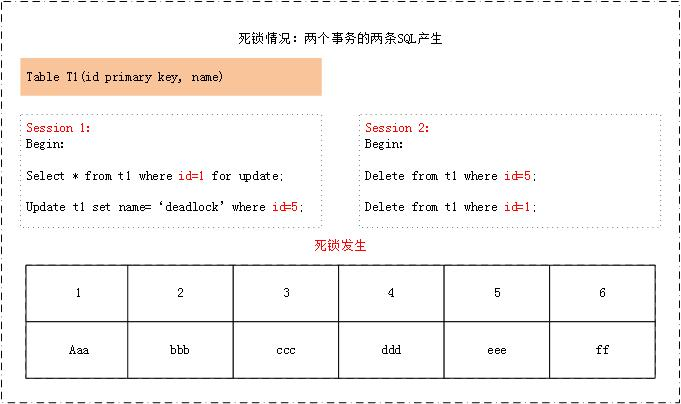 死锁情况：两个事务的两条SQL产生
Table T1(id primary key, name)
Session 1:
Begin:
Select * from t1 where id=1 for update;
Update t1 set name=‘deadlock’where id=5;
Session 2:
Begin:
Delete from t1 where id=5;
Delete from t1 where id=1;
死锁发生
1 2 3 4 5 6
Aaa bbb ccc ddd eee ff